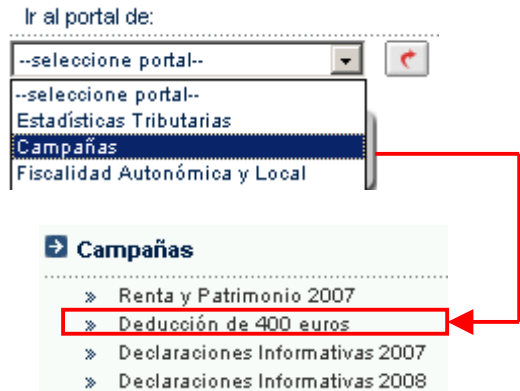 Ir al portal de:
--seleccione portal--
--seleccione portal--
Estadísticas Tributarias
Campañas
Fiscalidad Autonómica y Local
Campañas
» Renta y Patrimonio 2007
» Deducción de 400 euros
» Declaraciones Informativas 2007
» Declaraciones Informativas 2008